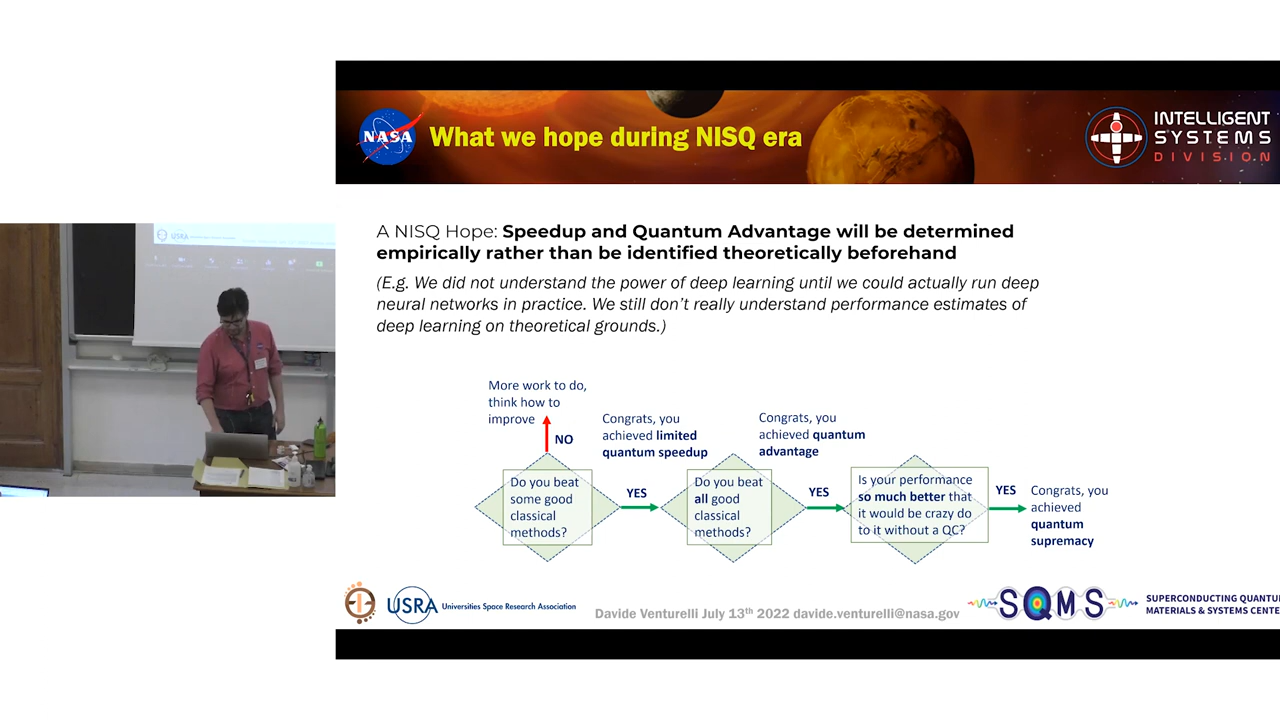 NASA
What we hope during NISQ era
INTELLIGENT
SYSTEMS
DIVISION
A NISQ Hope: Speedup and Quantum Advantage will be determined
empirically rather than be identified theoretically beforehand
(E.g. We did not understand the power of deep learning until we could actually run deep
neural networks in practice. We still don't really understand performance estimates of
deep learning on theoretical grounds.)
More work to do,
think how to
improve
NO
Congrats, you
achieved limited
quantum speedup
Congrats, you
achieved quantum
advantage
Do you beat
some good
classical
methods?
YES
Do you beat
all good
classical
methods?
YES
Is your performance
so much better that
it would be crazy do
to it without a QC?
YES
Congrats, you
achieved
quantum
supremacy
USRA Universities Space Research Association
Davide Venturelli July 13th 2022 davide.venturelli@nasa.gov
SQMS
SUPERCONDUCTING QUANTU
MATERIALS & SYSTEMS CENTE
USRA